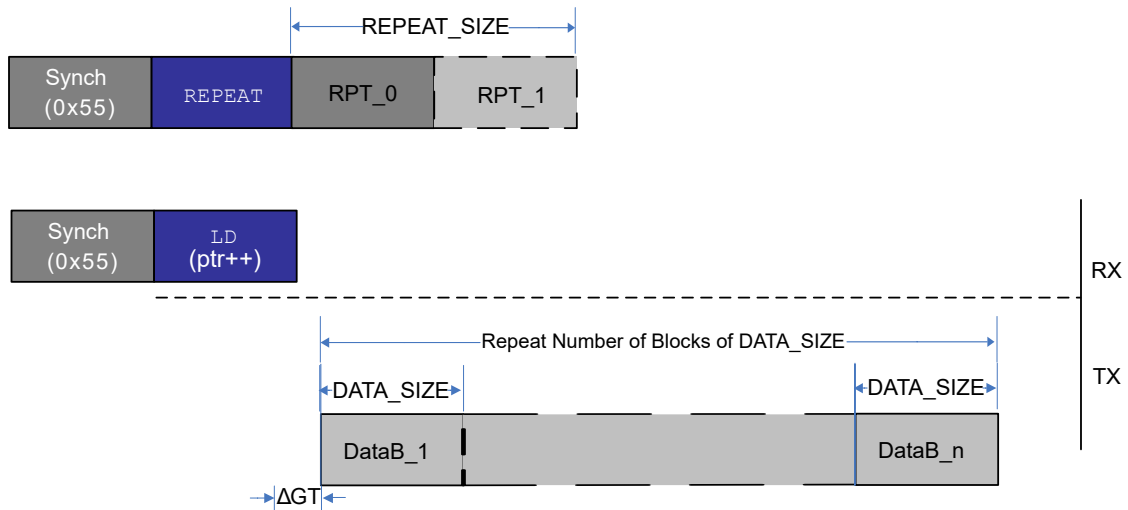 REPEAT_SIZE
Synch
(0x55)
REPEAT
RPT_0
RPT_1
Synch
(0x55)
LD
(ptr++)
RX
Repeat Number of Blocks of DATA_SIZE
TX
DATA_SIZE
DATA_SIZE
DataB_1
DataB_n
ΔGT